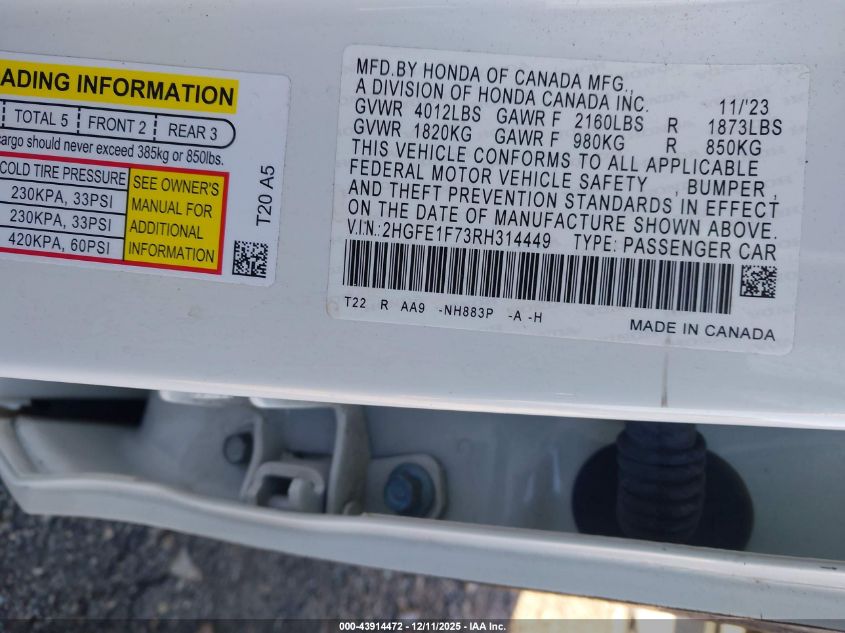 ADING INFORMATION
TOTAL 5 FRONT 2 REAR 3
cargo should never exceed 385kg or 850lbs.
COLD TIRE PRESSURE
230KPA, 33PSI
230KPA, 33PSI
420KPA, 60PSI
SEE OWNER'S
MANUAL FOR
ADDITIONAL
INFORMATION
T20 A5
MFD.BY HONDA OF CANADA MFG.,
A DIVISION OF HONDA CANADA INC. 11/'23
GVWR 4012LBS GAWR F 2160LBS R 1873LBS
GVWR 1820KG GAWR F 980KG R 850KG
THIS VEHICLE CONFORMS TO ALL APPLICABLE
FEDERAL MOTOR VEHICLE SAFETY , BUMPER ,
AND THEFT PREVENTION STANDARDS IN EFFECT
ON THE DATE OF MANUFACTURE SHOWN ABOVE.
V.I.N.:2HGFE1F73RH314449 TYPE: PASSENGER CAR
T22 R AA9 -NH883P -A -H
MADE IN CANADA
000-43914472 - 12/11/2025 - IAA Inc.